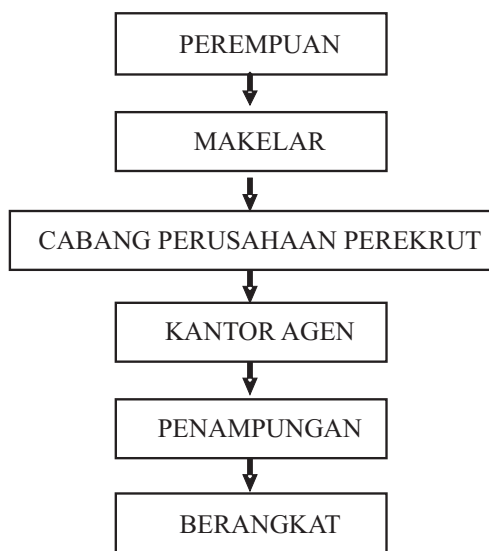 PEREMPUAN
MAKELAR
CABANG PERUSAHAAN PEREKRUT
KANTOR AGEN
PENAMPUNGAN
BERANGKAT